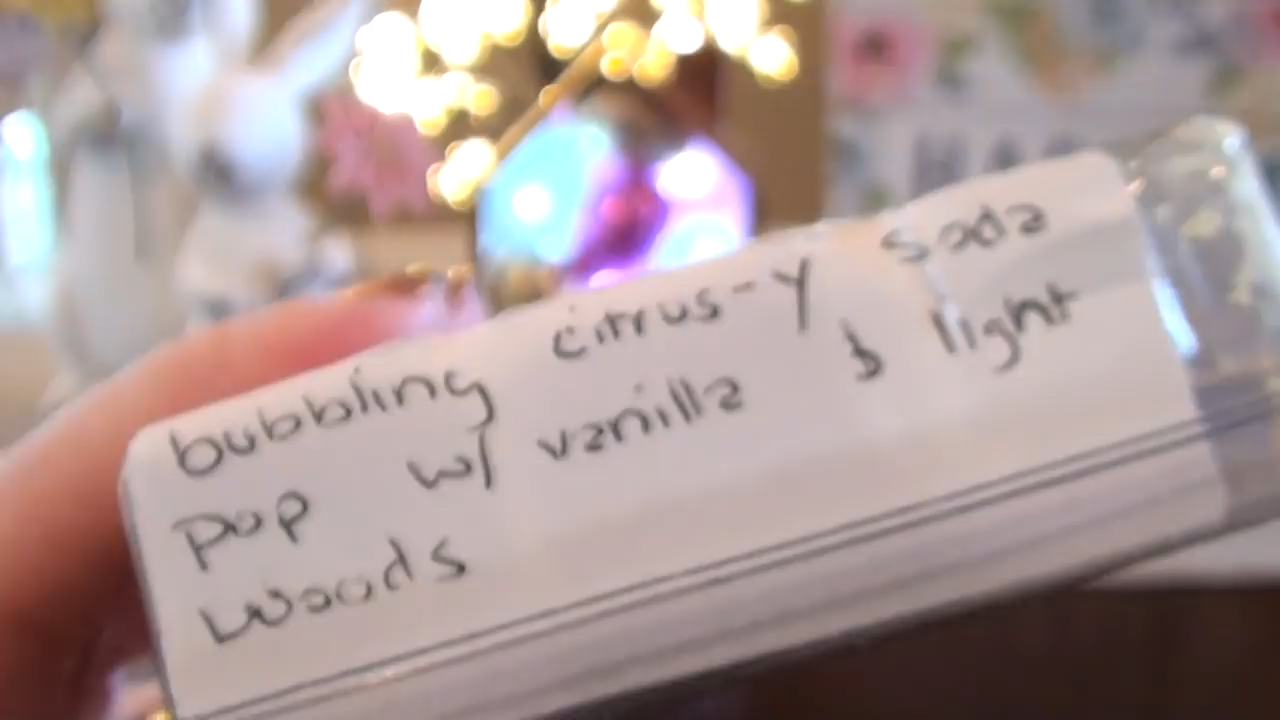 bubbling citrus-y soda
pop w/ vanilla & light
woods